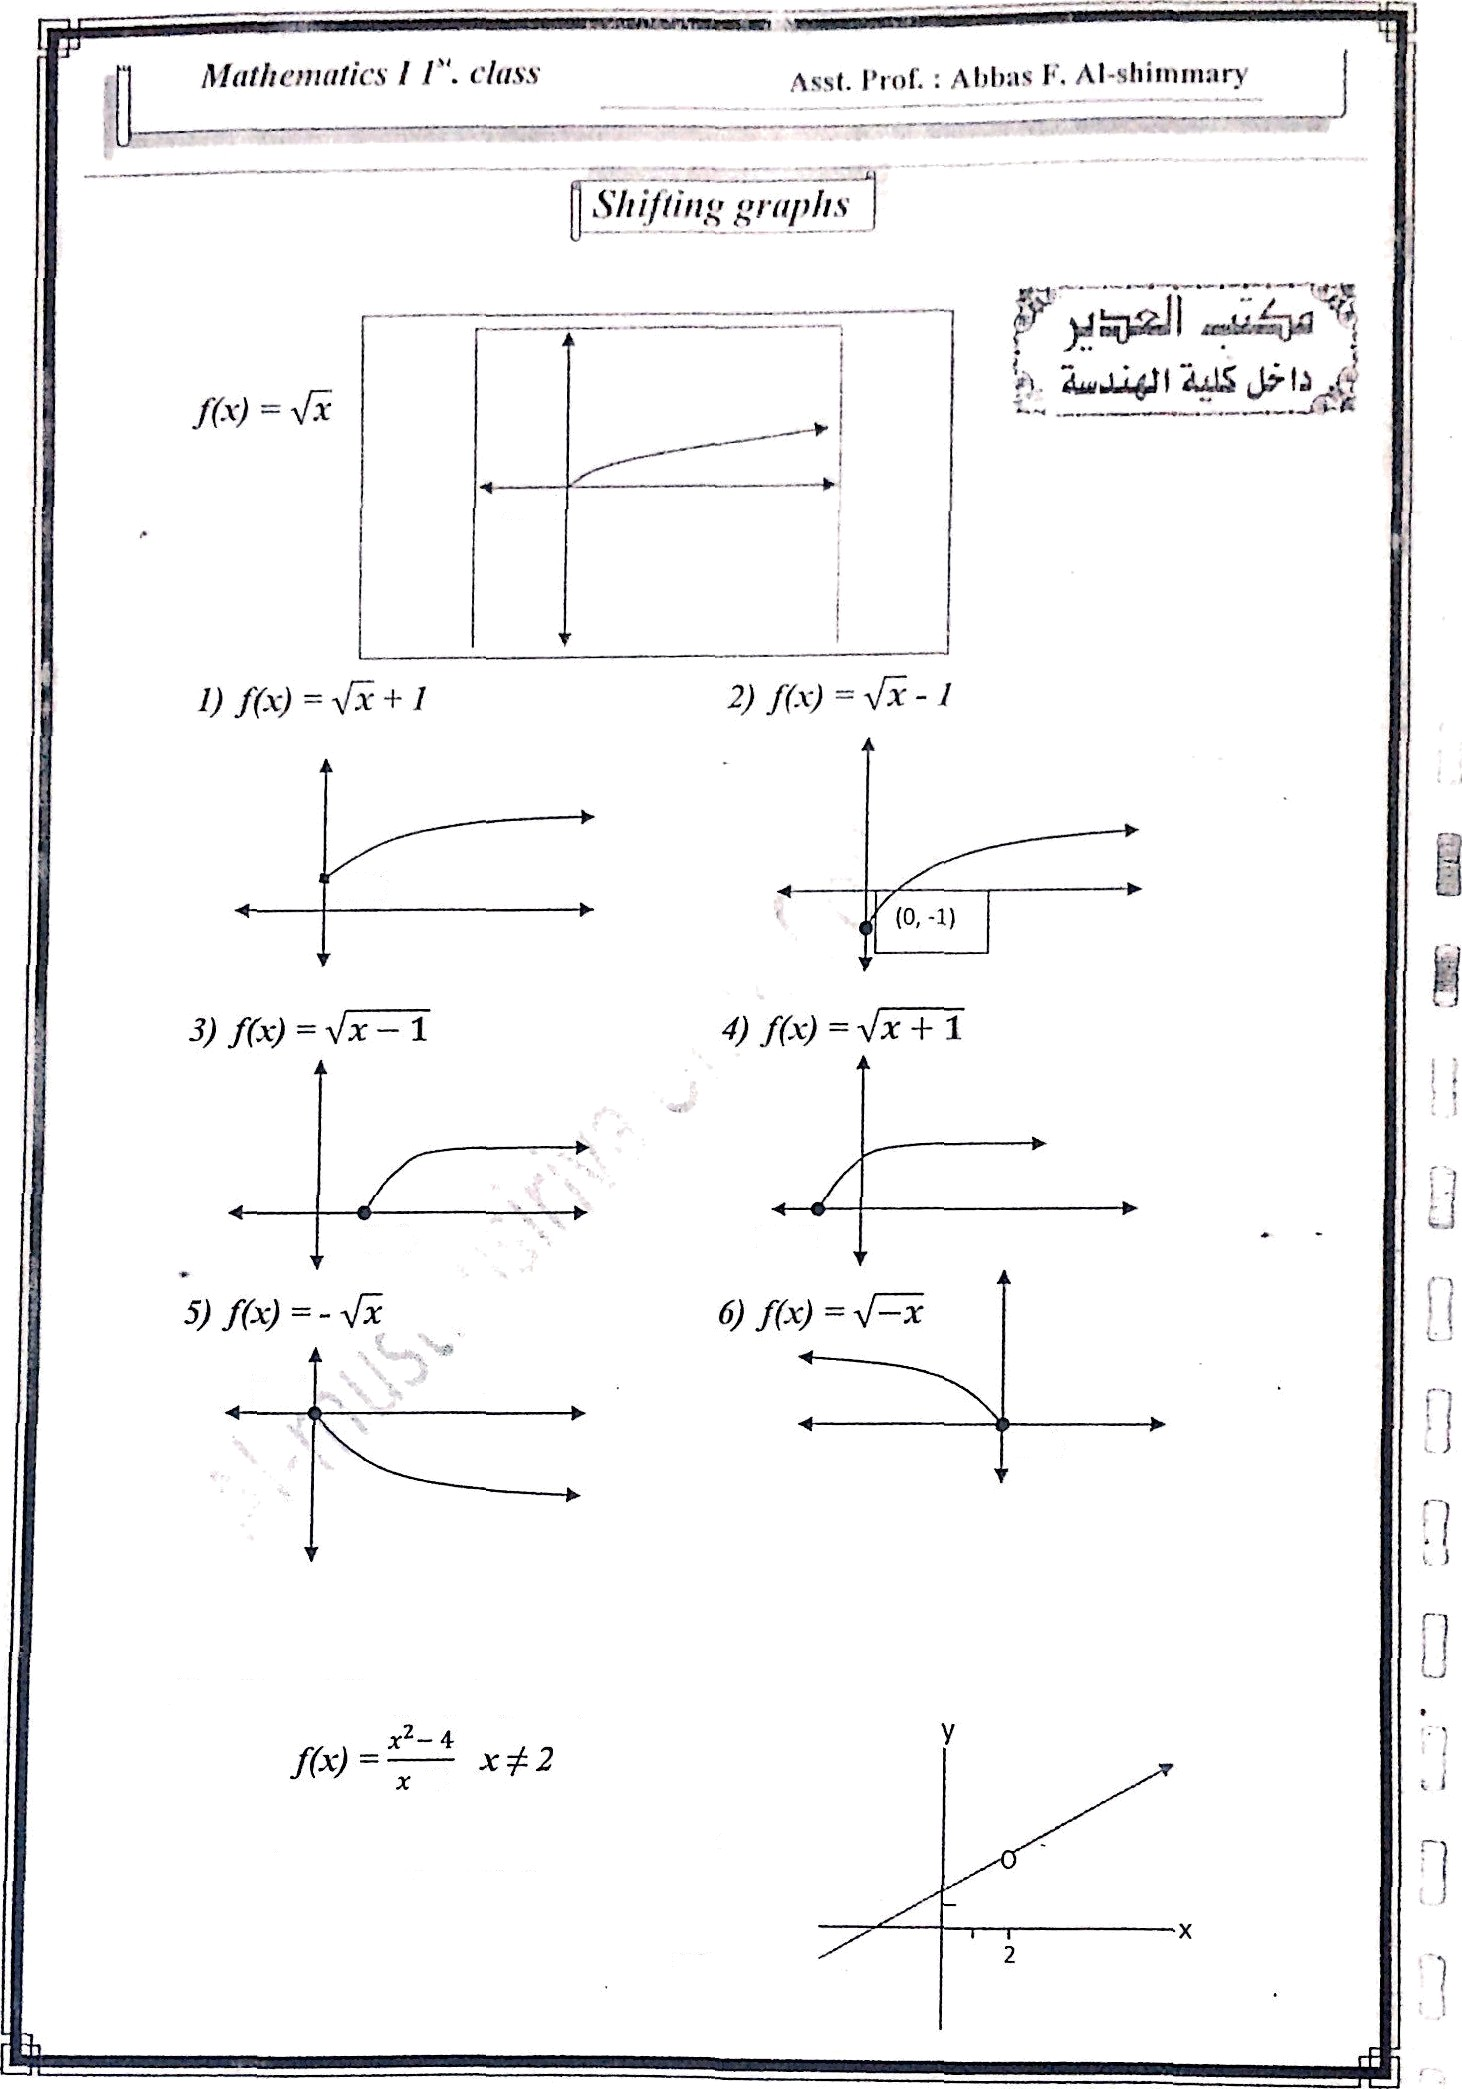 Mathematics I 1st. class
Asst. Prof. : Abbas F. Al-shimmary
Shifting graphs
مكتب الغدير
داخل كلية الهندسة
f(x) = √x
1) f(x) = √x + 1
2) f(x) = √x - 1
(0, -1)
3) f(x) = √(x − 1)
4) f(x) = √(x + 1)
5) f(x) = - √x
6) f(x) = √(−x)
f(x) = (x² − 4)/x x ≠ 2
y
x
2